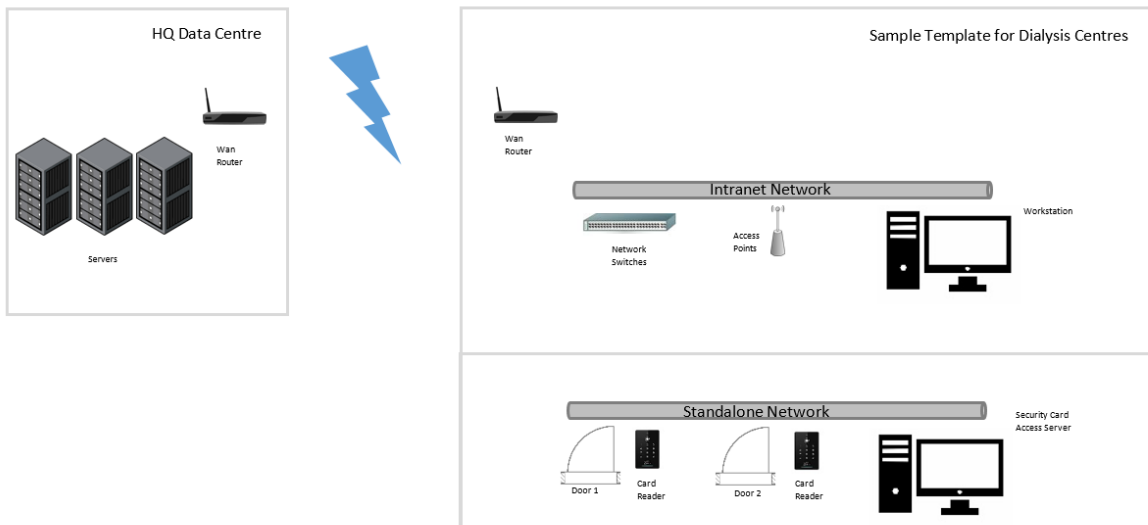 HQ Data Centre
Wan
Router
Servers
Sample Template for Dialysis Centres
Wan
Router
Intranet Network
Network
Switches
Access
Points
Workstation
Standalone Network
Security Card
Access Server
Door 1
Card
Reader
Door 2
Card
Reader